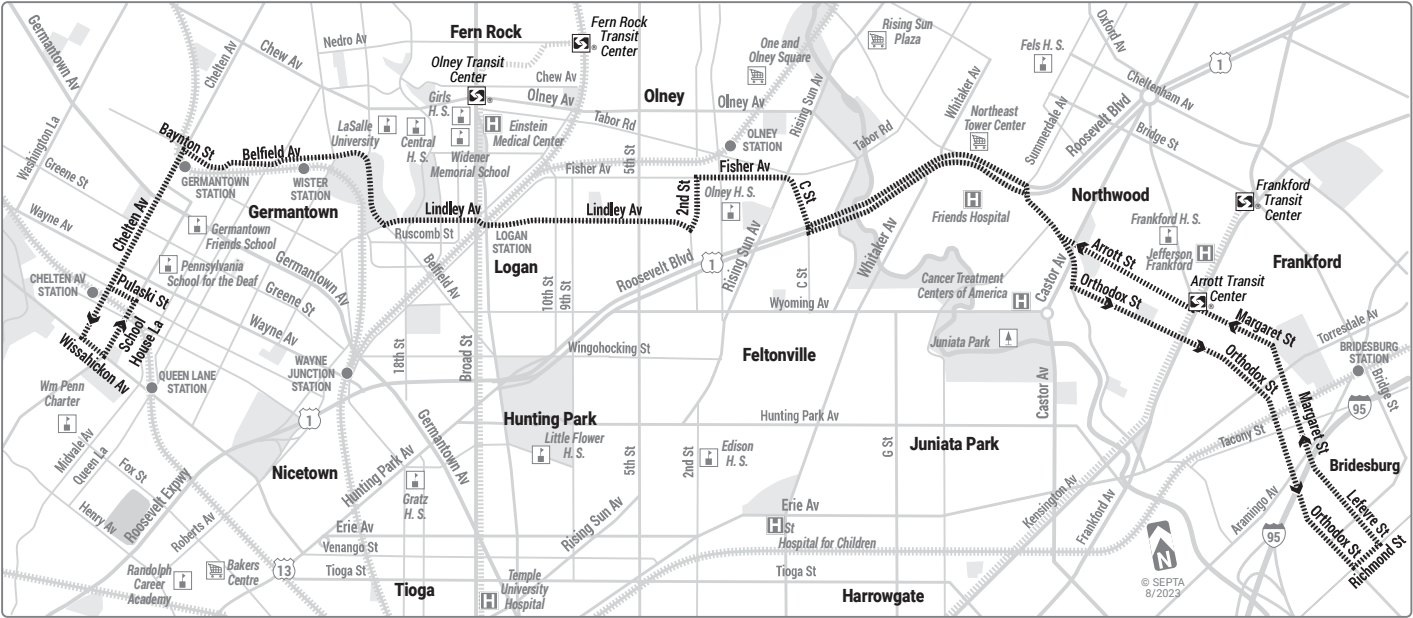 Germantown Av
Chelten Av
Chew Av
Nedro Av
Fern Rock
Fern Rock
Transit
Center
Olney Transit
Center
Chew Av
Olney Av
Girls
H. S.
LaSalle
University
Central
H. S.
Widener
Memorial School
Einstein
Medical Center
Olney
Tabor Rd
One and
Olney Square
Olney Av
OLNEY
STATION
Rising Sun Av
Rising Sun
Plaza
Tabor Rd
Whitaker Av
Northeast
Tower Center
Fels H. S.
Oxford Av
Summerdale Av
Roosevelt Blvd
Cheltenham Av
Bridge St
1
Washington La
Greene St
Wayne Av
Baynton St
Belfield Av
GERMANTOWN
STATION
WISTER
STATION
Germantown
Germantown
Friends School
Pennsylvania
School for the Deaf
Chelten Av
CHELTEN AV
STATION
Pulaski St
School
House La
Wissahickon Av
Germantown Av
Greene St
Wayne Av
QUEEN LANE
STATION
WAYNE
JUNCTION
STATION
Lindley Av
Ruscomb St
Belfield Av
LOGAN
STATION
Logan
Lindley Av
Fisher Av
5th St
10th St
9th St
2nd St
Fisher Av
Olney H. S.
C St
Roosevelt Blvd
1
Rising Sun Av
C St
Whitaker Av
Wyoming Av
Friends Hospital
Cancer Treatment
Centers of America
Juniata Park
Castor Av
Northwood
Frankford H. S.
Jefferson
Frankford
Frankford
Transit
Center
Frankford
Arrott St
Arrott Transit
Center
Orthodox St
Margaret St
Torresdale Av
BRIDESBURG
STATION
Bridge St
95
Orthodox St
Margaret St
Tacony St
Bridesburg
Lefevre St
Orthodox St
Richmond St
Aramingo Av
95
Wm Penn
Charter
Midvale Av
Queen La
Fox St
Henry Av
Roosevelt Expwy
Roberts Av
Randolph
Career
Academy
Bakers
Centre
13
1
Nicetown
Hunting Park Av
Germantown Av
18th St
Broad St
Gratz
H. S.
Erie Av
Venango St
Tioga St
Tioga
Temple
University
Hospital
Wingohocking St
Hunting Park
Little Flower
H. S.
5th St
2nd St
Edison
H. S.
Feltonville
Hunting Park Av
G St
Juniata Park
Castor Av
Rising Sun Av
Erie Av
St
Hospital for Children
Tioga St
Harrowgate
Kensington Av
Frankford Av
N
© SEPTA
8/2023